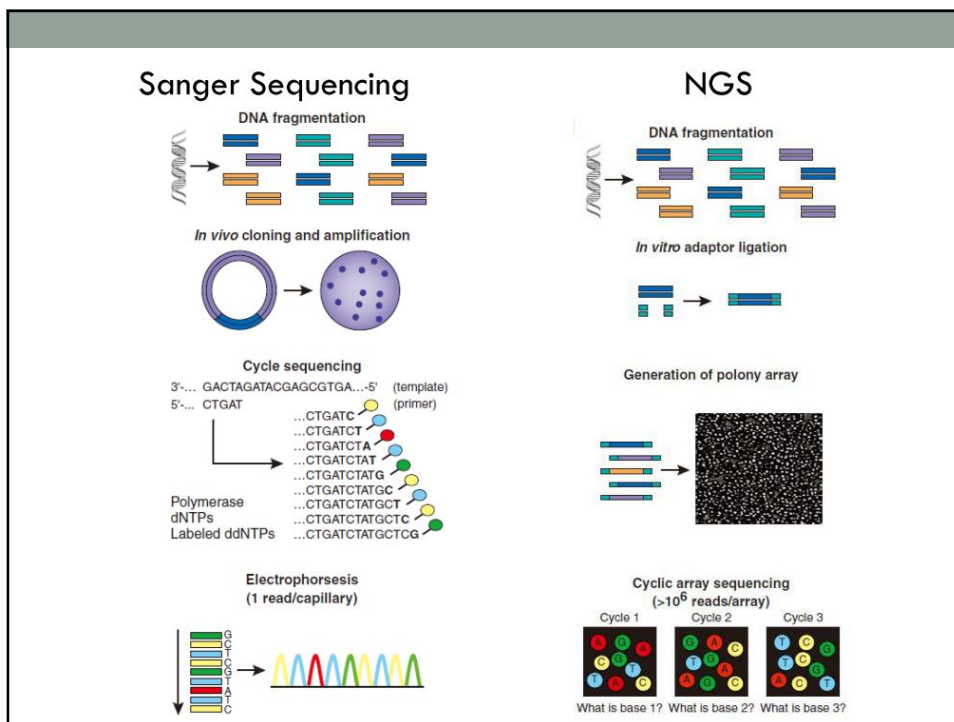 Sanger Sequencing
DNA fragmentation
In vivo cloning and amplification
Cycle sequencing
3'-... GACTAGATACGAGCGTGA...-5' (template)
5'-... CTGAT (primer)
...CTGATC
...CTGATCT
...CTGATCTA
...CTGATCTAT
...CTGATCTATG
...CTGATCTATGC
...CTGATCTATGCT
...CTGATCTATGCTC
...CTGATCTATGCTCG
Polymerase
dNTPs
Labeled ddNTPs
Electrophorsesis
(1 read/capillary)
G
C
T
C
G
T
A
T
C
NGS
DNA fragmentation
In vitro adaptor ligation
Generation of polony array
Cyclic array sequencing
(>10⁶ reads/array)
Cycle 1 Cycle 2 Cycle 3
A G G A C T C G
C G A T G C T C
T T A G G
T A C A G C A C T
What is base 1? What is base 2? What is base 3?